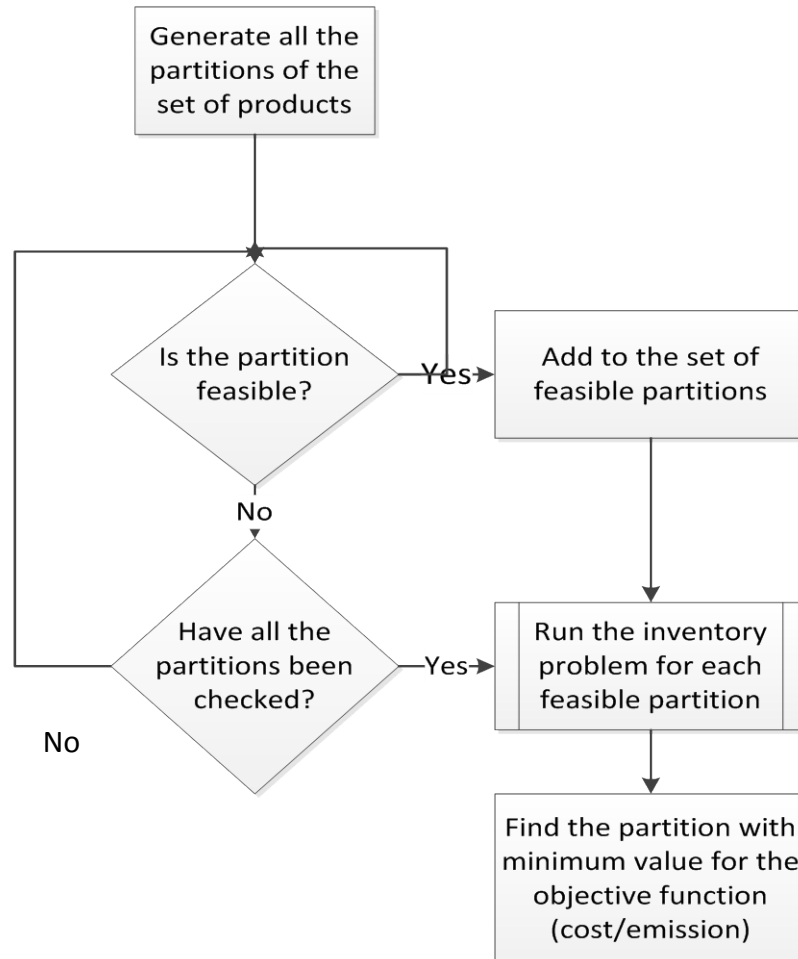 Generate all the
partitions of the
set of products
Is the partition
feasible?
Yes
Add to the set of
feasible partitions
No
Have all the
partitions been
checked?
Yes
Run the inventory
problem for each
feasible partition
No
Find the partition with
minimum value for the
objective function
(cost/emission)